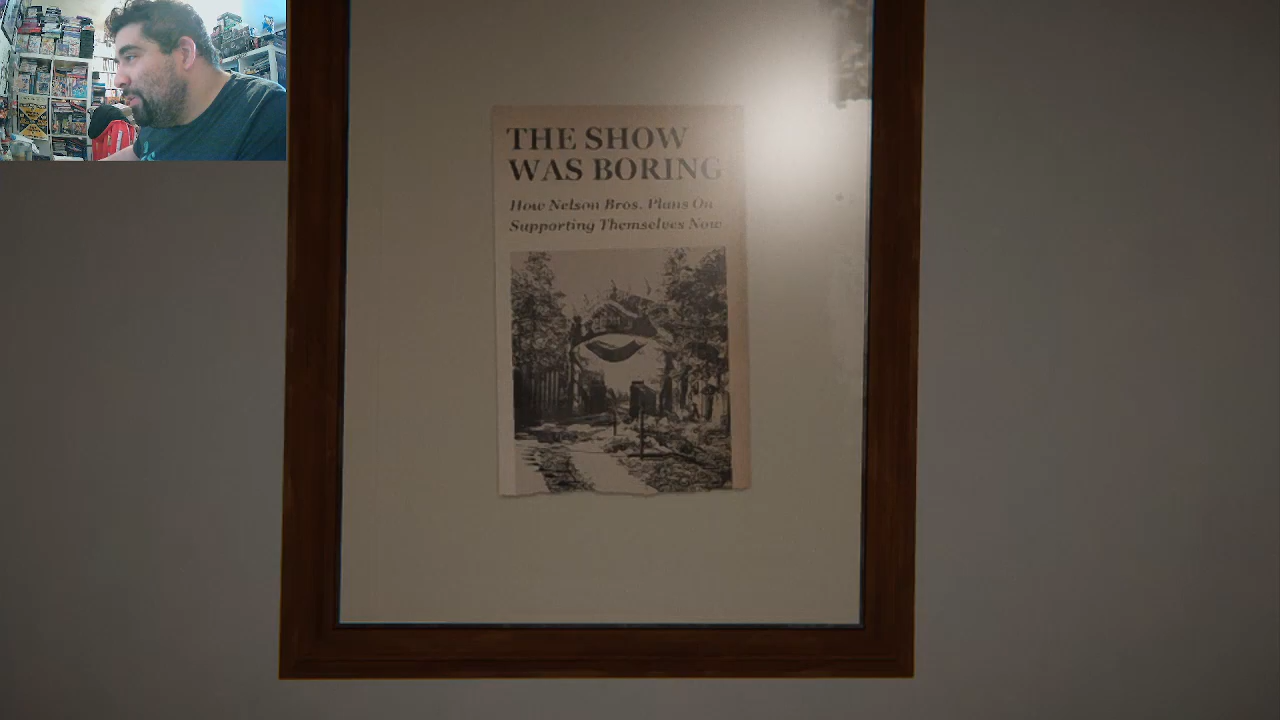 THE SHOW
WAS BORING
How Nelson Bros. Plans On
Supporting Themselves Now